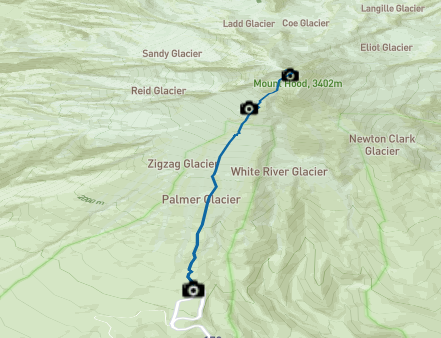 Langille Glacier
Ladd Glacier
Coe Glacier
Eliot Glacier
Sandy Glacier
Mount Hood, 3402m
Reid Glacier
Newton Clark
Glacier
Zigzag Glacier
White River Glacier
Palmer Glacier
2000 m